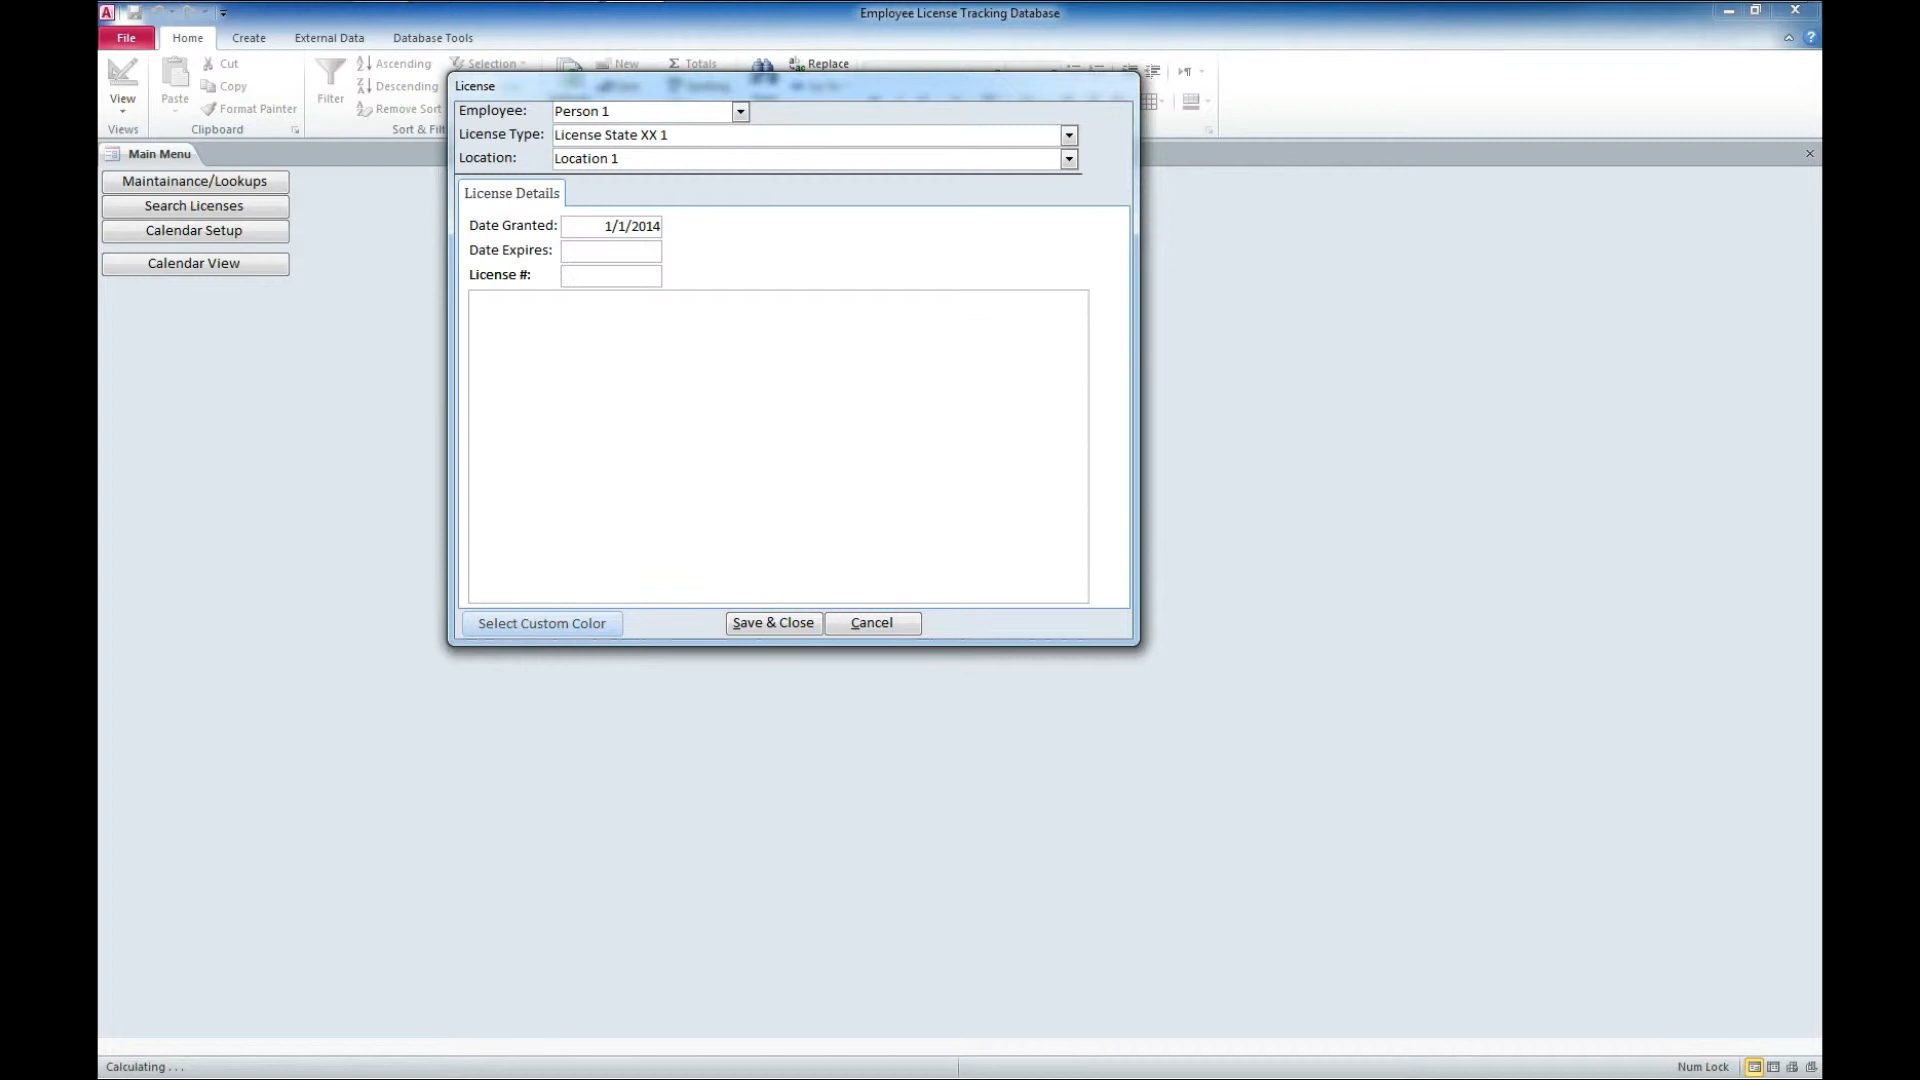 Employee License Tracking Database
File Home Create External Data Database Tools
View
Views
Paste
Cut
Copy
Format Painter
Clipboard
Filter
Ascending
Descending
Remove Sort
Sort & Filt
Selection
New
Totals
Replace
Main Menu
Maintainance/Lookups
Search Licenses
Calendar Setup
Calendar View
License
Employee: Person 1
License Type: License State XX 1
Location: Location 1
License Details
Date Granted: 1/1/2014
Date Expires:
License #:
Select Custom Color Save & Close Cancel
Calculating . . . Num Lock